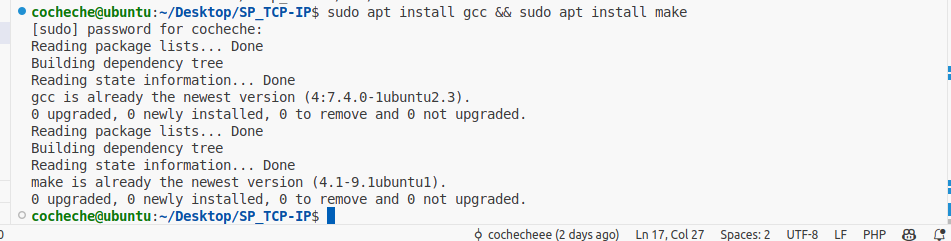 cocheche@ubuntu:~/Desktop/SP_TCP-IP$ sudo apt install gcc && sudo apt install make
[sudo] password for cocheche:
Reading package lists... Done
Building dependency tree
Reading state information... Done
gcc is already the newest version (4:7.4.0-1ubuntu2.3).
0 upgraded, 0 newly installed, 0 to remove and 0 not upgraded.
Reading package lists... Done
Building dependency tree
Reading state information... Done
make is already the newest version (4.1-9.1ubuntu1).
0 upgraded, 0 newly installed, 0 to remove and 0 not upgraded.
cocheche@ubuntu:~/Desktop/SP_TCP-IP$
0 cochecheee (2 days ago) Ln 17, Col 27 Spaces: 2 UTF-8 LF PHP